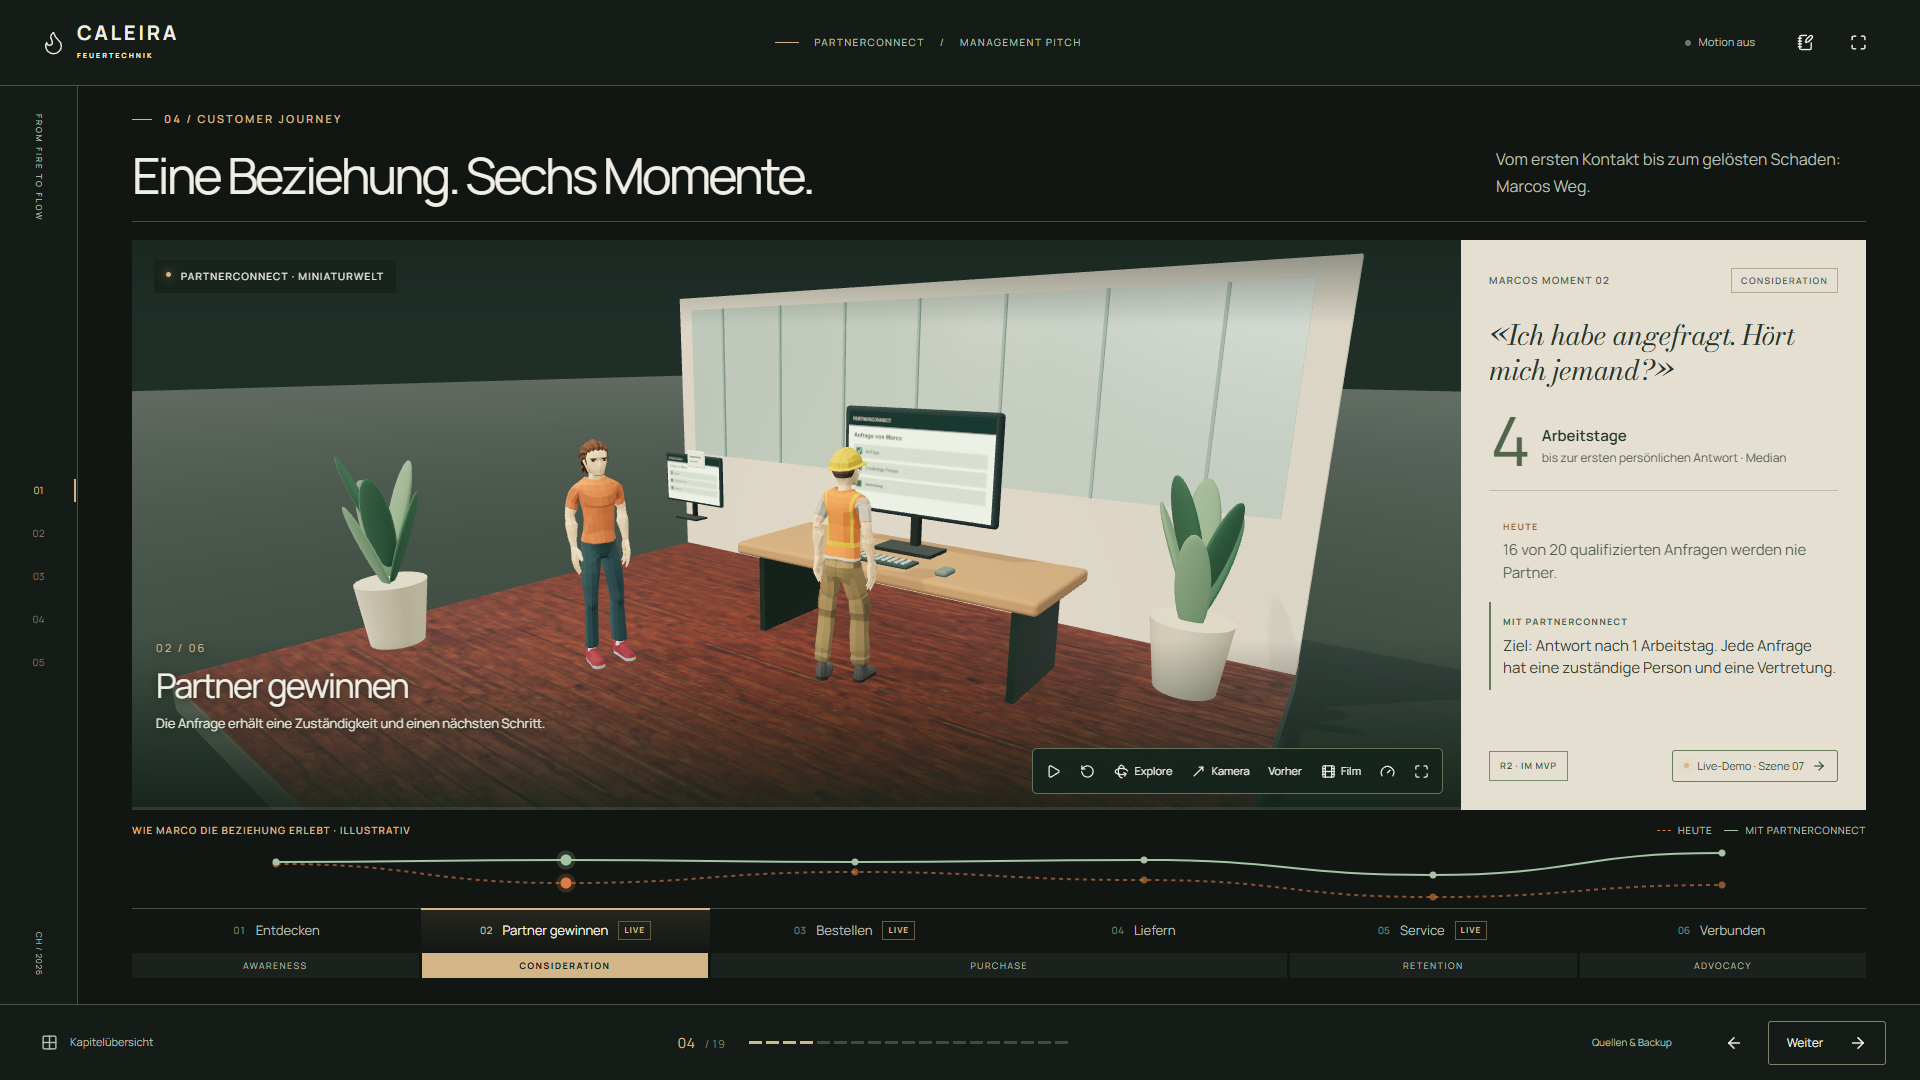 CALEIRA
FEUERTECHNIK
PARTNERCONNECT / MANAGEMENT PITCH
Motion aus
FROM FIRE TO FLOW
01
02
03
04
05
CH / 2026
04 / CUSTOMER JOURNEY
Eine Beziehung. Sechs Momente.
Vom ersten Kontakt bis zum gelösten Schaden:
Marcos Weg.
PARTNERCONNECT · MINIATURWELT
PARTNERCONNECT
Anfrage von Marco
Anfrage
02 / 06
Partner gewinnen
Die Anfrage erhält eine Zuständigkeit und einen nächsten Schritt.
Explore
Kamera
Vorher
Film
MARCOS MOMENT 02
CONSIDERATION
«Ich habe angefragt. Hört
mich jemand?»
4
Arbeitstage
bis zur ersten persönlichen Antwort · Median
HEUTE
16 von 20 qualifizierten Anfragen werden nie
Partner.
MIT PARTNERCONNECT
Ziel: Antwort nach 1 Arbeitstag. Jede Anfrage
hat eine zuständige Person und eine Vertretung.
R2 · IM MVP
Live-Demo · Szene 07
WIE MARCO DIE BEZIEHUNG ERLEBT · ILLUSTRATIV
HEUTE
MIT PARTNERCONNECT
01 Entdecken
02 Partner gewinnen LIVE
03 Bestellen LIVE
04 Liefern
05 Service LIVE
06 Verbunden
AWARENESS
CONSIDERATION
PURCHASE
RETENTION
ADVOCACY
Kapitelübersicht
04 / 19
Quellen & Backup
Weiter